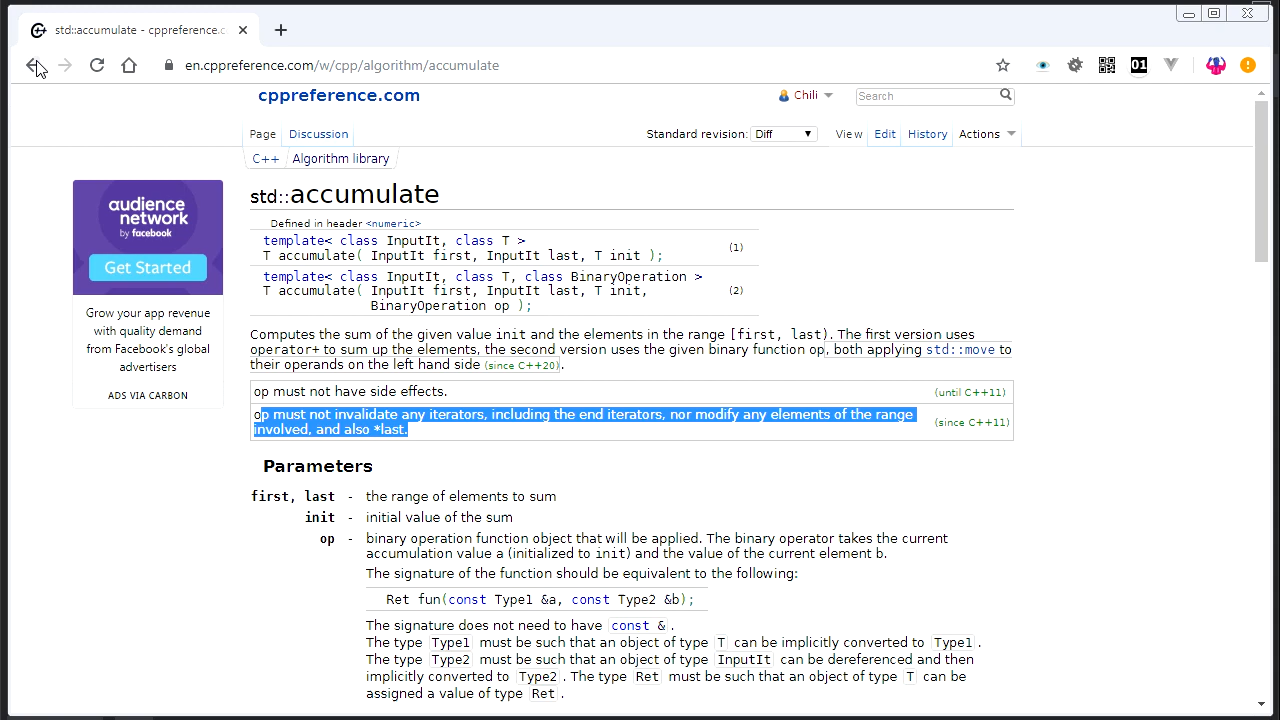 std::accumulate - cppreference.c
en.cppreference.com/w/cpp/algorithm/accumulate
01
cppreference.com
Chili
Search
Page
Discussion
Standard revision: Diff
View
Edit
History
Actions
C++
Algorithm library
audience
network
by facebook
Get Started
Grow your app revenue
with quality demand
from Facebook's global
advertisers
ADS VIA CARBON
std::accumulate
Defined in header <numeric>
template< class InputIt, class T >
T accumulate( InputIt first, InputIt last, T init );
(1)
template< class InputIt, class T, class BinaryOperation >
T accumulate( InputIt first, InputIt last, T init,
BinaryOperation op );
(2)
Computes the sum of the given value init and the elements in the range [first, last). The first version uses
operator+ to sum up the elements, the second version uses the given binary function op, both applying std::move to
their operands on the left hand side (since C++20).
op must not have side effects.
(until C++11)
op must not invalidate any iterators, including the end iterators, nor modify any elements of the range
involved, and also *last.
(since C++11)
Parameters
first, last - the range of elements to sum
init - initial value of the sum
op - binary operation function object that will be applied. The binary operator takes the current
accumulation value a (initialized to init) and the value of the current element b.
The signature of the function should be equivalent to the following:
Ret fun(const Type1 &a, const Type2 &b);
The signature does not need to have const &.
The type Type1 must be such that an object of type T can be implicitly converted to Type1.
The type Type2 must be such that an object of type InputIt can be dereferenced and then
implicitly converted to Type2. The type Ret must be such that an object of type T can be
assigned a value of type Ret.